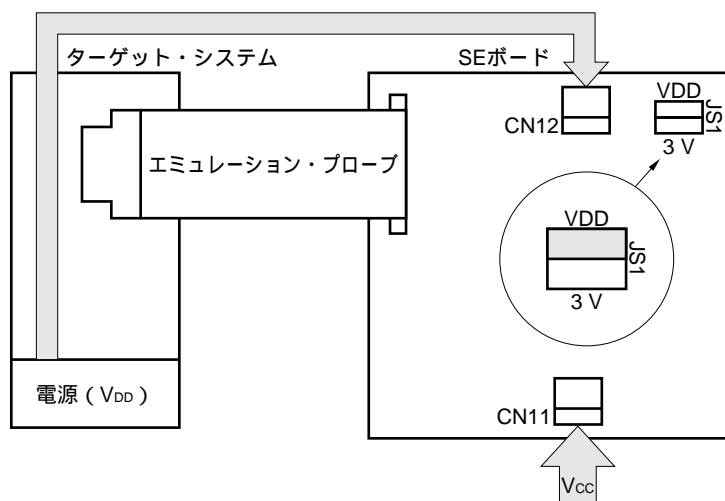 ターゲット・システム
SEボード
VDD
JS1
3 V
CN12
エミュレーション・プローブ
VDD
JS1
3 V
電源（VDD）
CN11
VCC